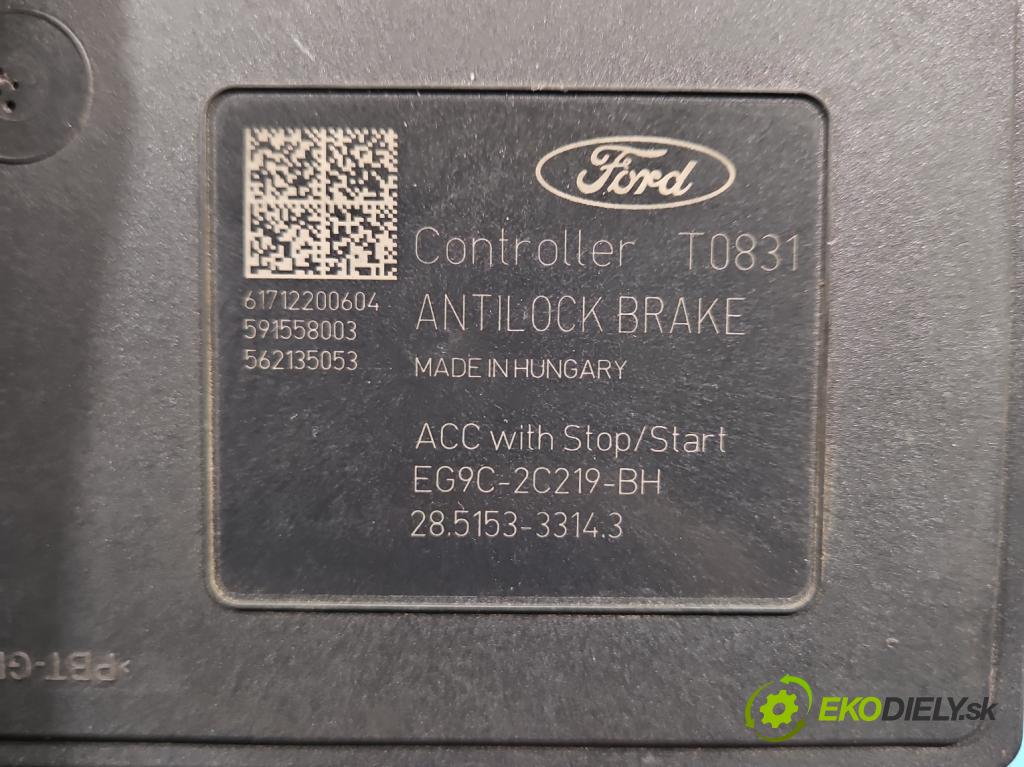 Ford
Controller T0831
ANTILOCK BRAKE
MADE IN HUNGARY
61712200604
591558003
562135053
ACC with Stop/Start
EG9C-2C219-BH
28.5153-3314.3
EKODIELY.sk